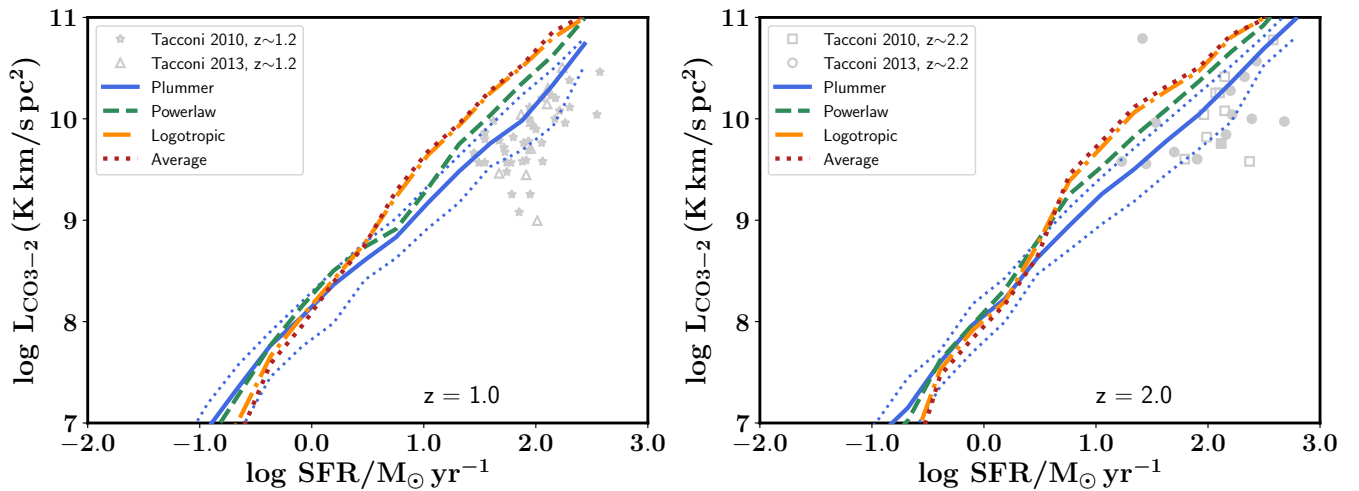 11
10
9
8
7
log L_CO3−2 (K km/s pc²)
Tacconi 2010, z∼1.2
Tacconi 2013, z∼1.2
Plummer
Powerlaw
Logotropic
Average
z = 1.0
−2.0 −1.0 0.0 1.0 2.0 3.0
log SFR/M⊙ yr⁻¹
11
10
9
8
7
log L_CO3−2 (K km/s pc²)
Tacconi 2010, z∼2.2
Tacconi 2013, z∼2.2
Plummer
Powerlaw
Logotropic
Average
z = 2.0
−2.0 −1.0 0.0 1.0 2.0 3.0
log SFR/M⊙ yr⁻¹